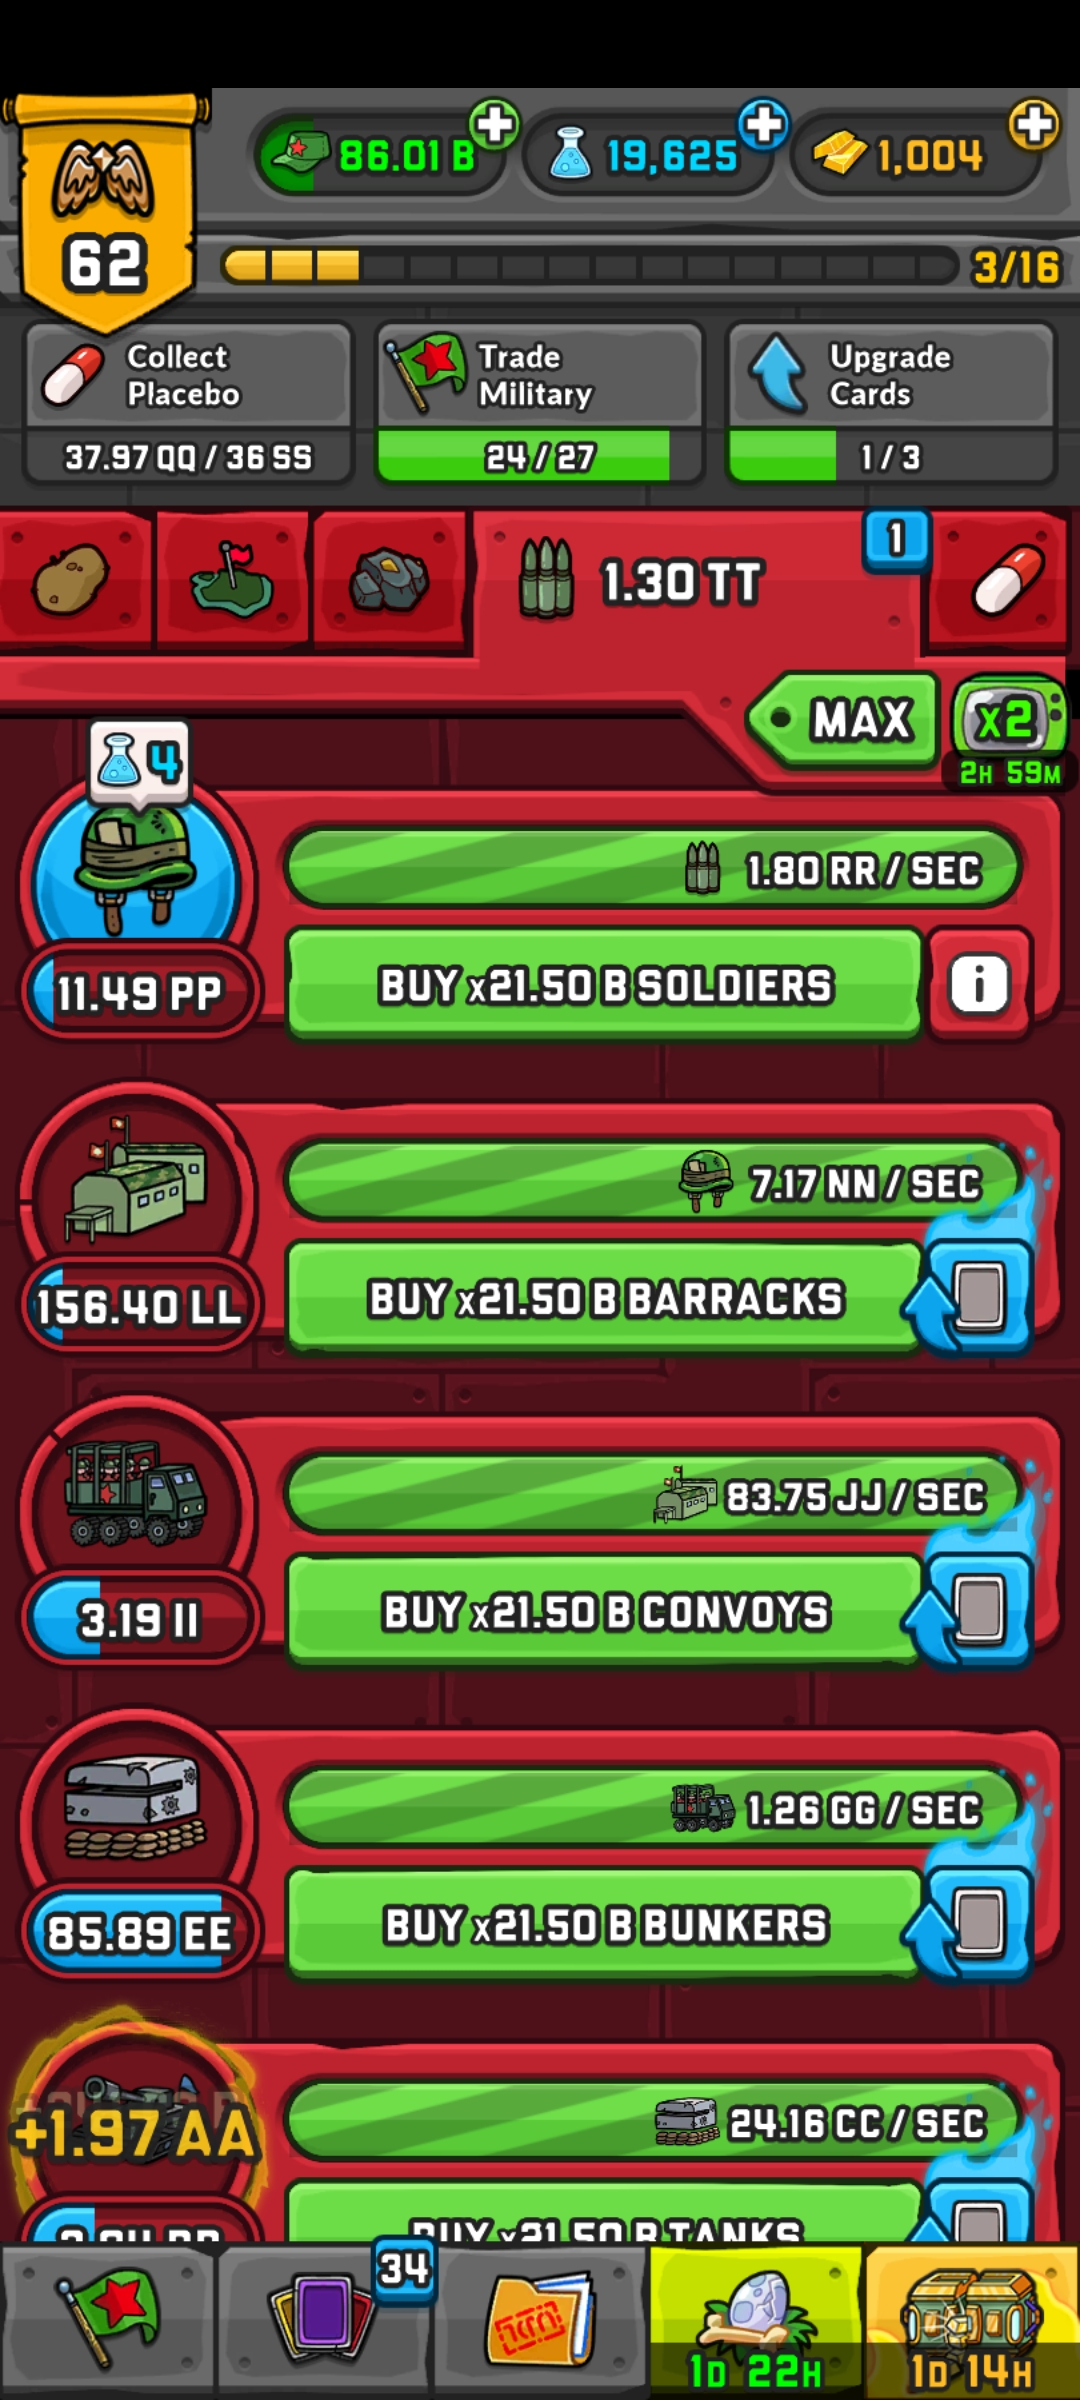 86.01 B
19,625
1,004
62
3/16
Collect
Placebo
37.97 QQ / 36 SS
Trade
Military
24 / 27
Upgrade
Cards
1 / 3
1.30 TT
1
MAX
x2
2H 59M
4
1.80 RR / SEC
11.49 PP
BUY x21.50 B SOLDIERS
i
7.17 NN / SEC
156.40 LL
BUY x21.50 B BARRACKS
83.75 JJ / SEC
3.19 II
BUY x21.50 B CONVOYS
1.26 GG / SEC
85.89 EE
BUY x21.50 B BUNKERS
+1.97 AA
24.16 CC / SEC
BUY x21.50 B TANKS
34
1D 22H
1D 14H